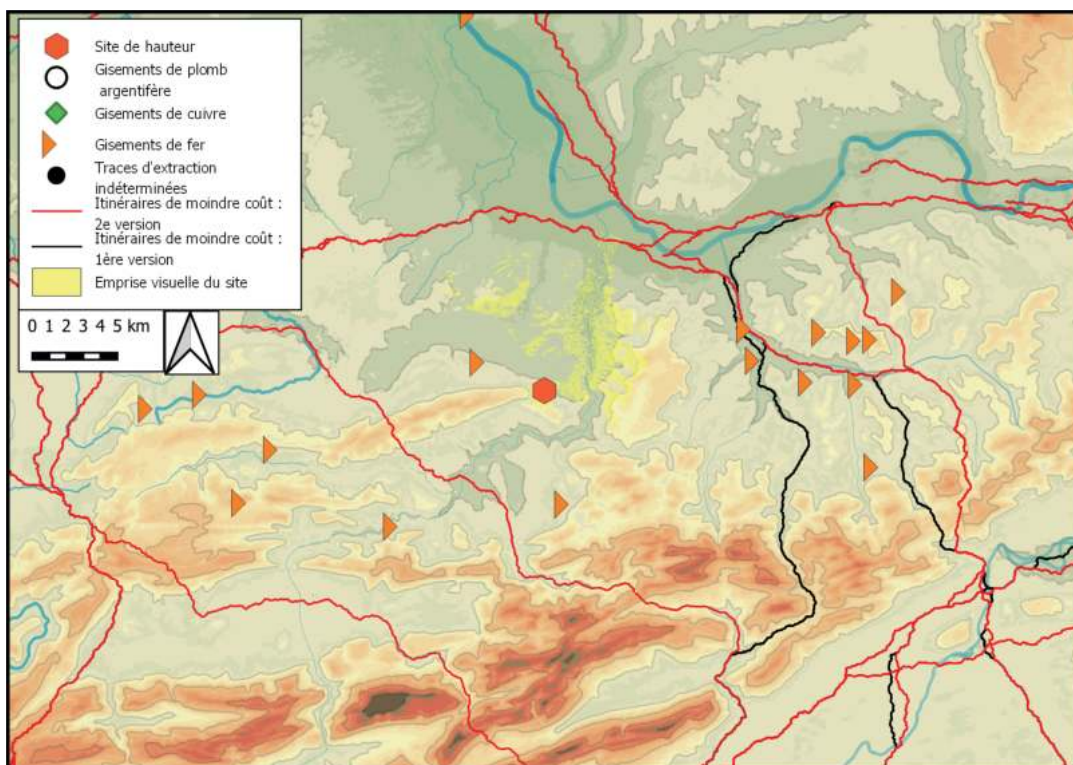 Site de hauteur
Gisements de plomb
argentifère
Gisements de cuivre
Gisements de fer
Traces d'extraction
indéterminées
Itinéraires de moindre coût :
2e version
Itinéraires de moindre coût :
1ère version
Emprise visuelle du site
0 1 2 3 4 5 km